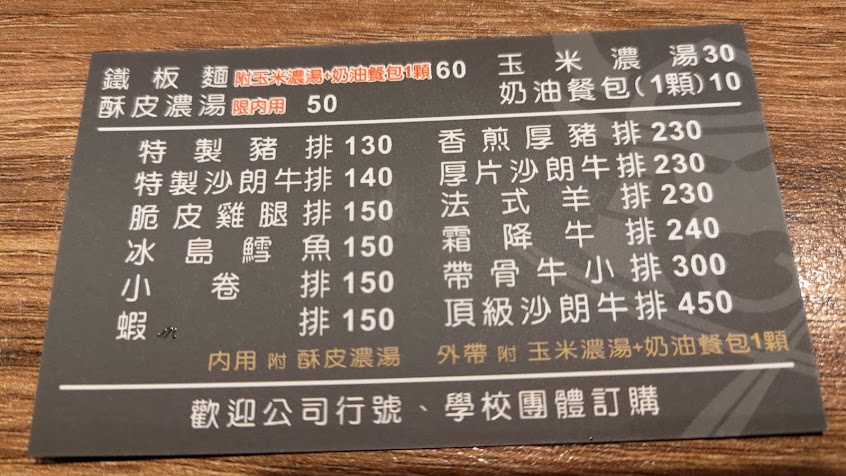 鐵板麵 附玉米濃湯+奶油餐包1顆 60
酥皮濃湯 限內用 50
玉米濃湯 30
奶油餐包(1顆) 10
特製豬排 130
特製沙朗牛排 140
脆皮雞腿排 150
冰島鱈魚 150
小卷排 150
蝦排 150
香煎厚豬排 230
厚片沙朗牛排 230
法式羊排 230
霜降牛排 240
帶骨牛小排 300
頂級沙朗牛排 450
內用 附 酥皮濃湯 外帶 附 玉米濃湯+奶油餐包1顆
歡迎公司行號、學校團體訂購